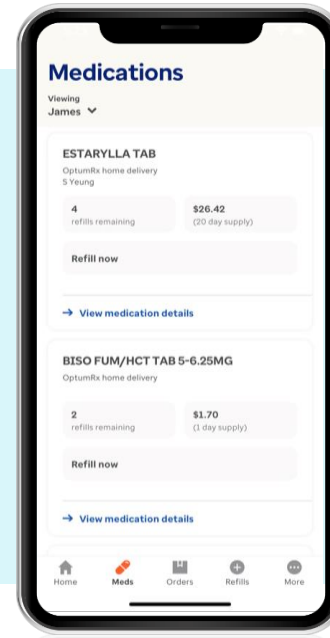 Medications
Viewing
James
ESTARYLLA TAB
OptumRx home delivery
S Yeung
4
refills remaining
$26.42
(20 day supply)
Refill now
→ View medication details
BISO FUM/HCT TAB 5-6.25MG
OptumRx home delivery
2
refills remaining
$1.70
(1 day supply)
Refill now
→ View medication details
Home
Meds
Orders
Refills
More